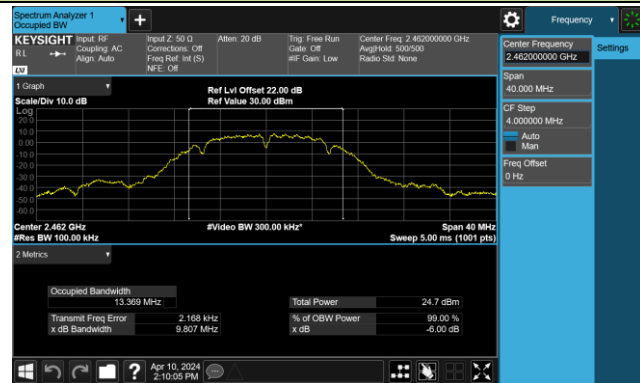 Spectrum Analyzer 1
Occupied BW
Frequency
KEYSIGHT
RL
Input: RF
Coupling: AC
Align: Auto
Input Z: 50 Ω
Corrections: Off
Freq Ref: Int (S)
NFE: Off
Atten: 20 dB
Trig: Free Run
Gate: Off
#IF Gain: Low
Center Freq: 2.462000000 GHz
Avg|Hold: 500/500
Radio Std: None
LXI
1 Graph
Scale/Div 10.0 dB
Ref Lvl Offset 22.00 dB
Ref Value 30.00 dBm
Log
20.0
10.0
0.00
-10.0
-20.0
-30.0
-40.0
-50.0
-60.0
Center 2.462 GHz
#Res BW 100.00 kHz
#Video BW 300.00 kHz*
Span 40 MHz
Sweep 5.00 ms (1001 pts)
2 Metrics
Occupied Bandwidth
13.369 MHz
Total Power
24.7 dBm
Transmit Freq Error
2.168 kHz
% of OBW Power
99.00 %
x dB Bandwidth
9.807 MHz
x dB
-6.00 dB
Apr 10, 2024
2:10:05 PM
Center Frequency
2.462000000 GHz
Settings
Span
40.000 MHz
CF Step
4.000000 MHz
Auto
Man
Freq Offset
0 Hz